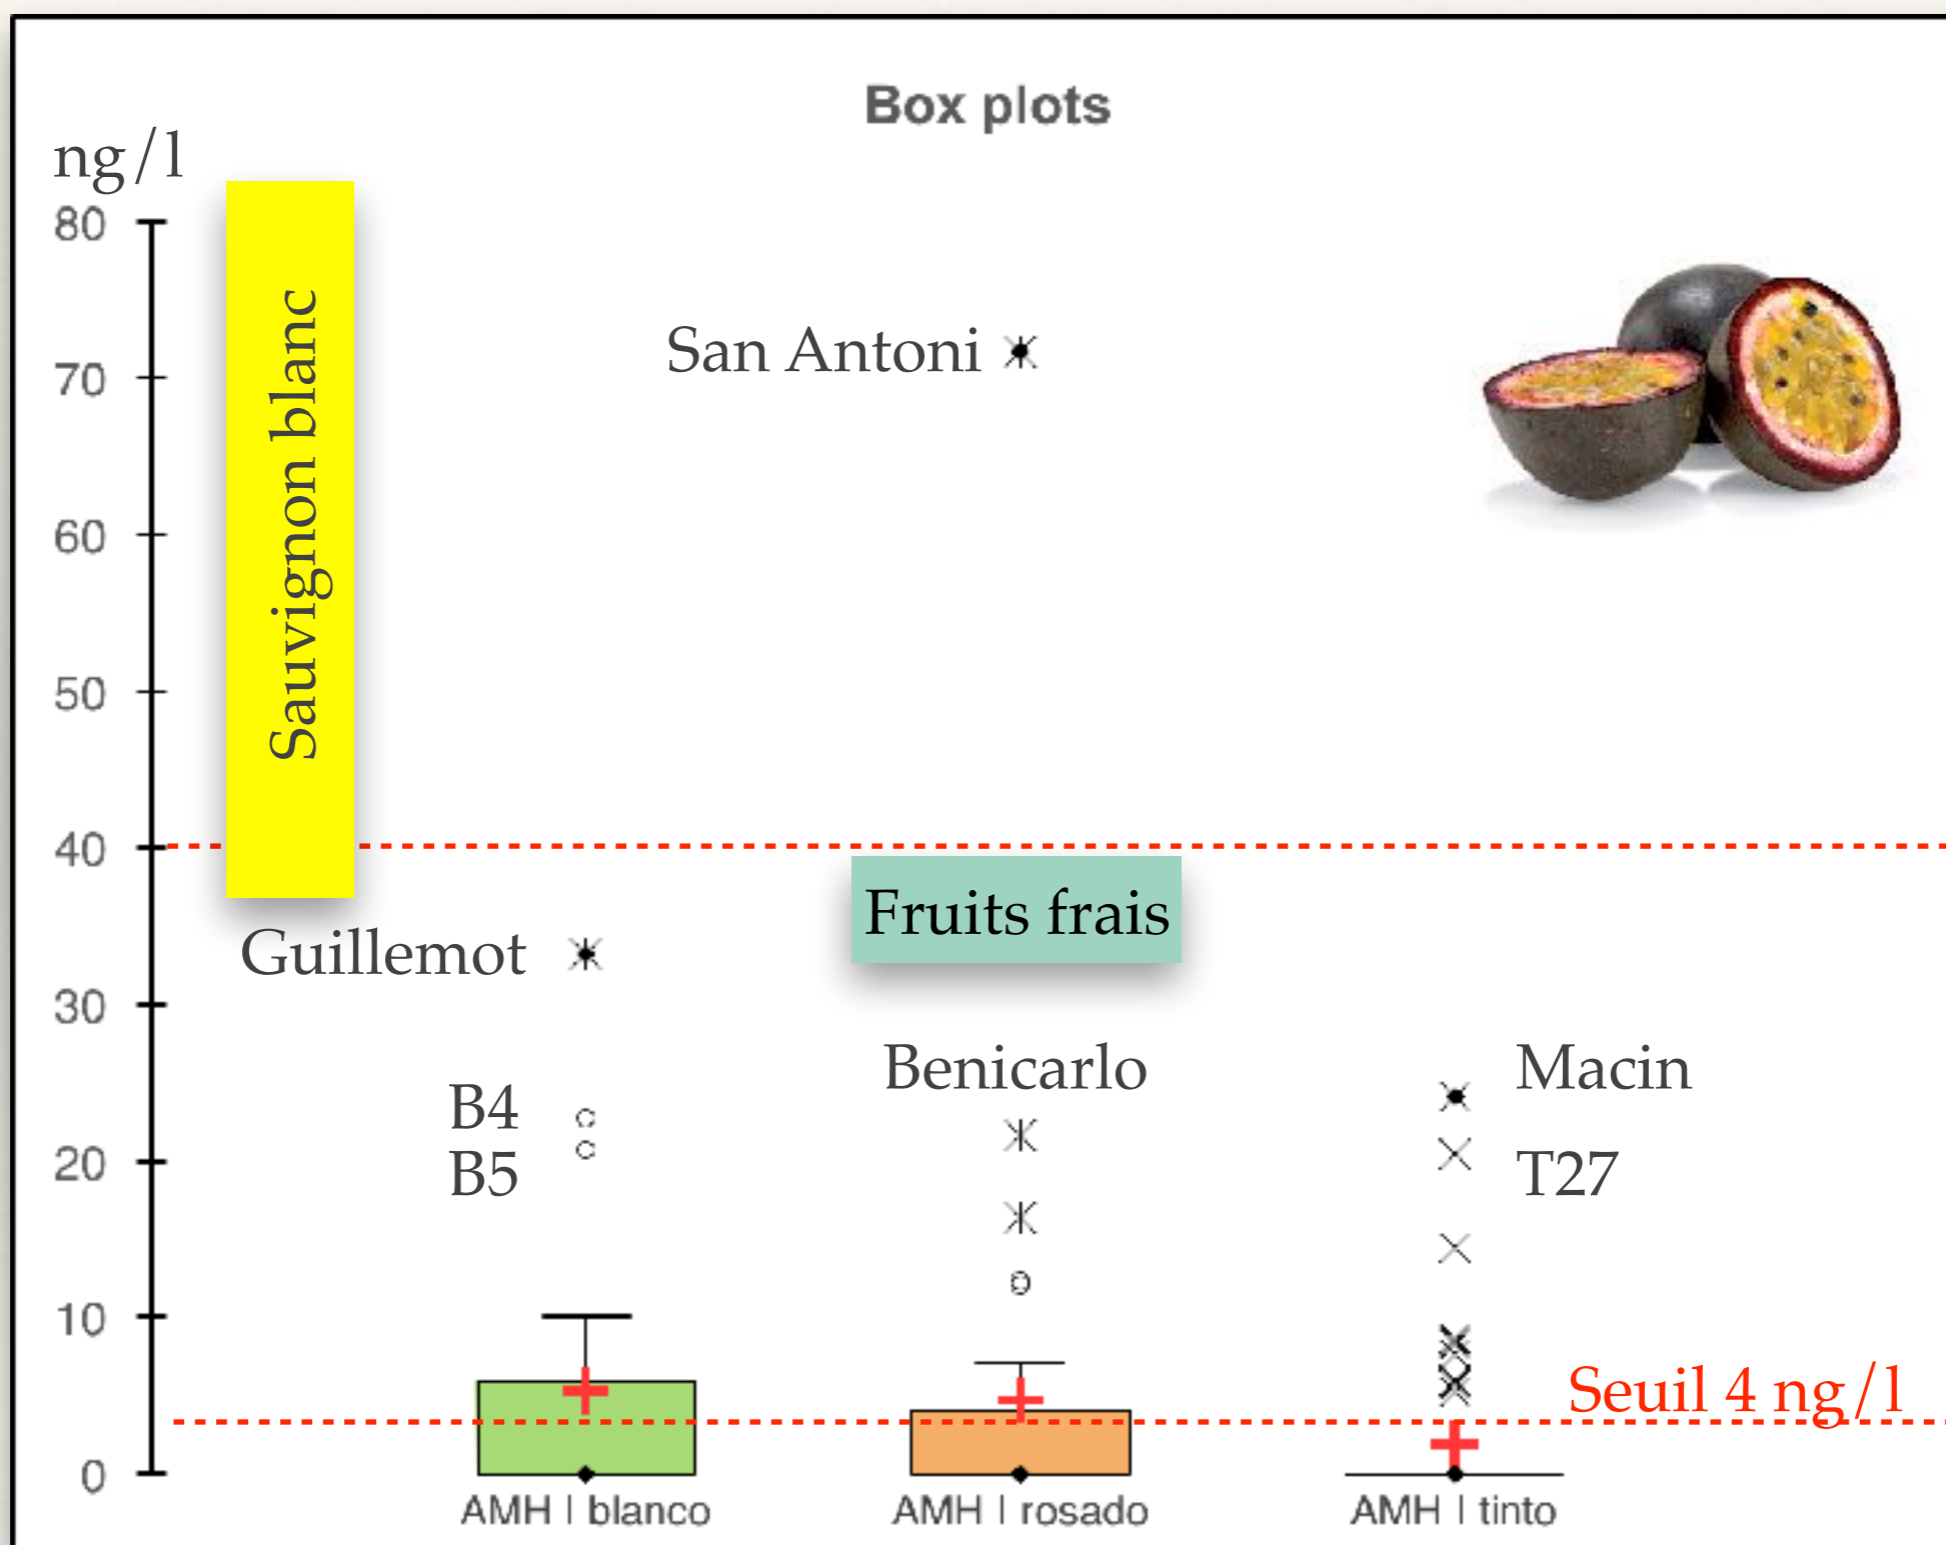 Box plots
ng/l
80
70
60
50
40
30
20
10
0
Sauvignon blanc
San Antoni
Fruits frais
Guillemot
Benicarlo
Macin
B4
B5
T27
Seuil 4 ng/l
AMH | blanco
AMH | rosado
AMH | tinto